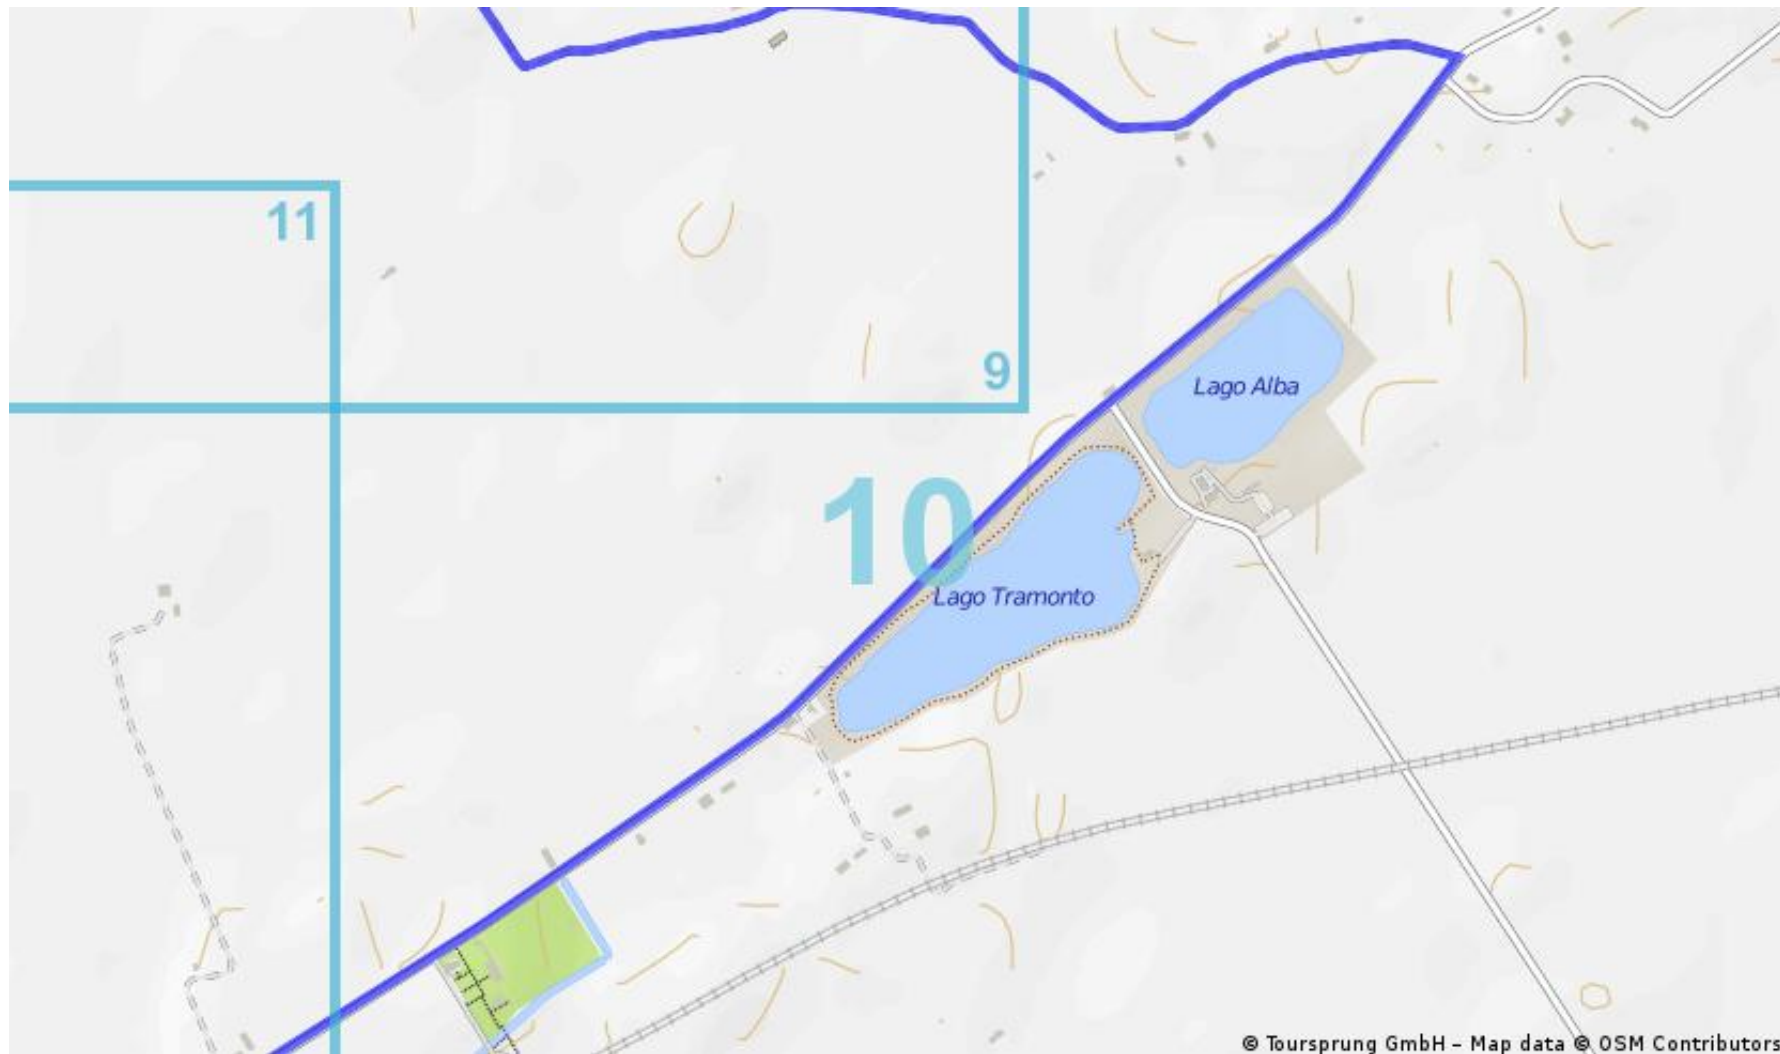 11
9
Lago Alba
10
Lago Tramonto
© Toursprung GmbH – Map data © OSM Contributors